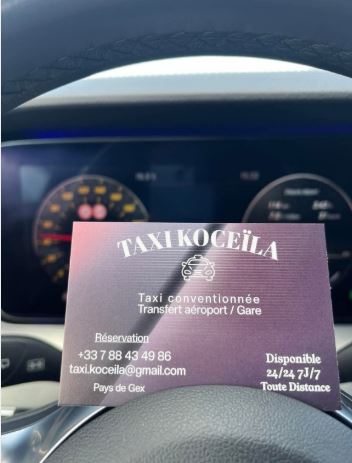 TAXI KOCEÏLA
Taxi conventionnée
Transfert aéroport / Gare
Réservation
+33 7 88 43 49 86
taxi.koceila@gmail.com
Pays de Gex
Disponible
24/24 7J/7
Toute Distance